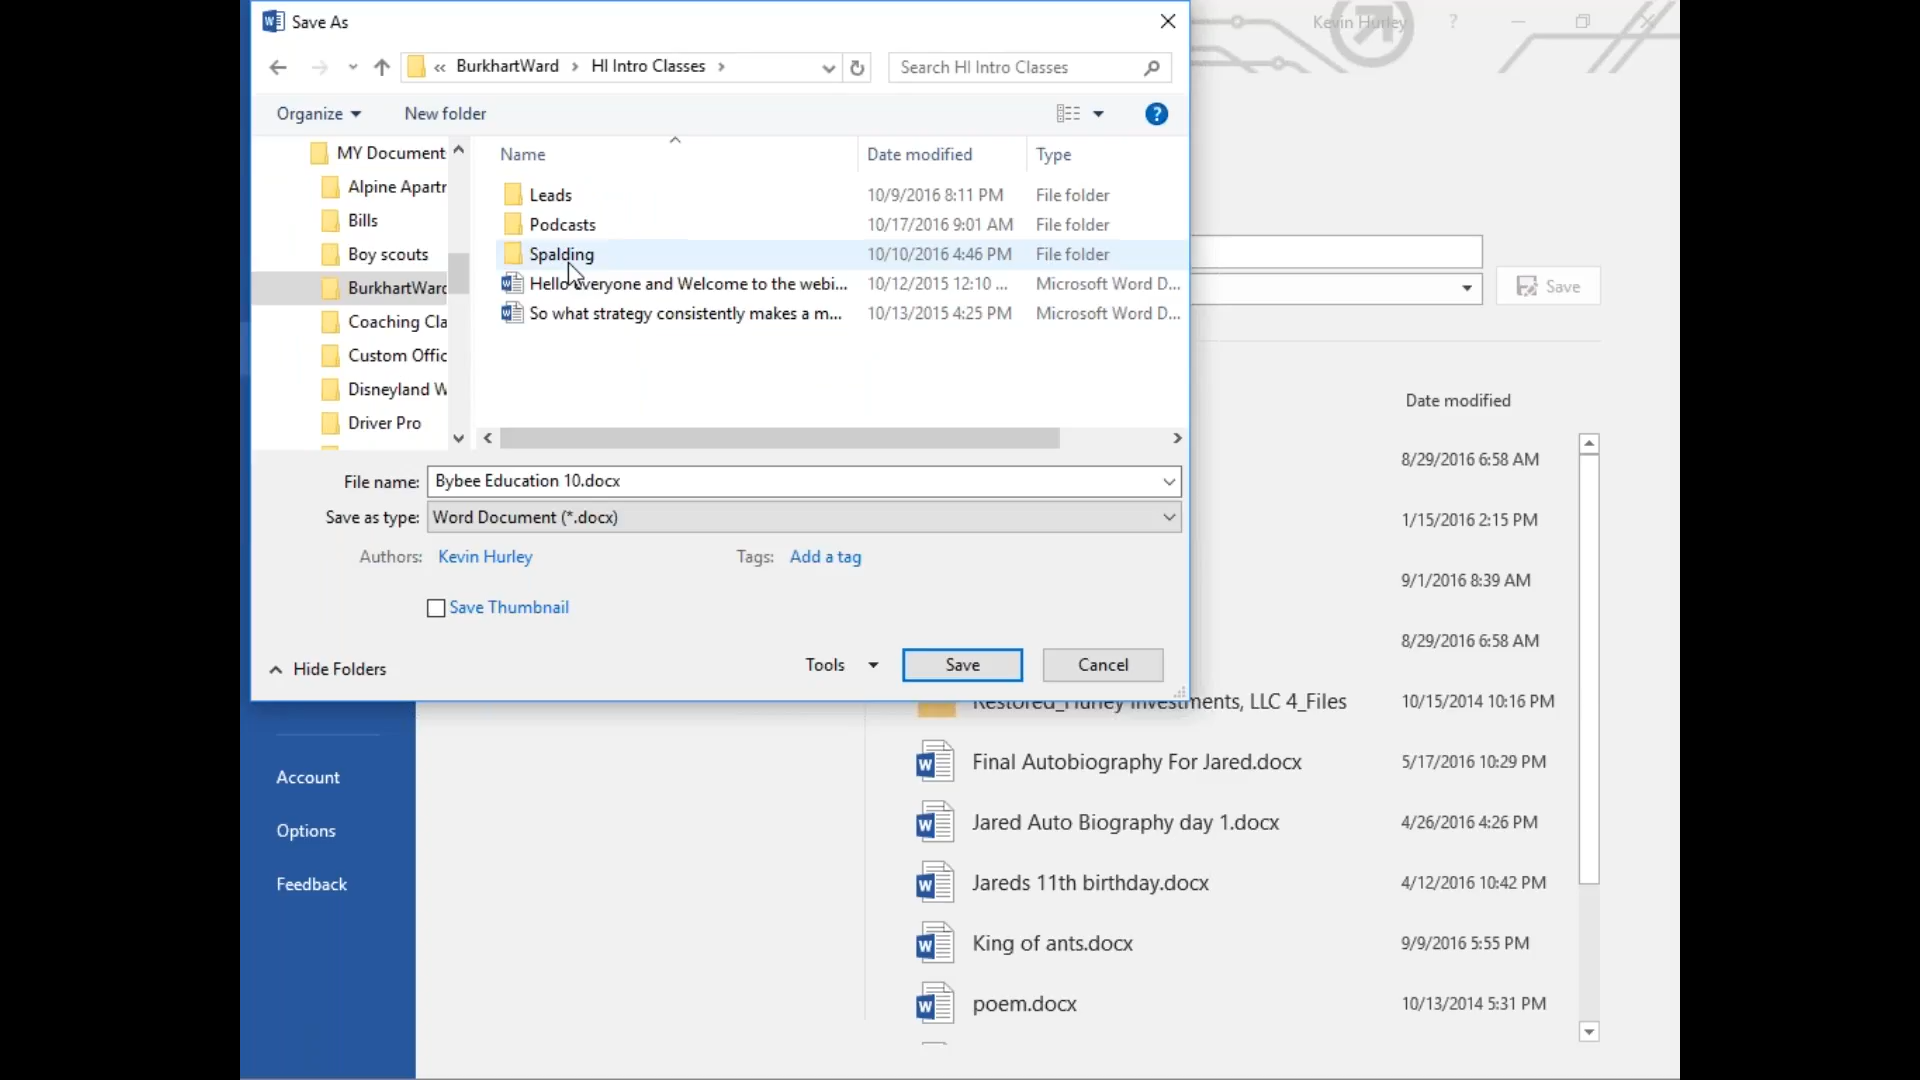 Save As
Kevin Hurley
?
« BurkhartWard > HI Intro Classes >
Search HI Intro Classes
Organize
New folder
?
MY Document
Alpine Apartr
Bills
Boy scouts
BurkhartWard
Coaching Cla
Custom Offic
Disneyland W
Driver Pro
Name Date modified Type
Leads 10/9/2016 8:11 PM File folder
Podcasts 10/17/2016 9:01 AM File folder
Spalding 10/10/2016 4:46 PM File folder
Hello everyone and Welcome to the webi... 10/12/2015 12:10 ... Microsoft Word D...
So what strategy consistently makes a m... 10/13/2015 4:25 PM Microsoft Word D...
File name: Bybee Education 10.docx
Save as type: Word Document (*.docx)
Authors: Kevin Hurley Tags: Add a tag
Save Thumbnail
Hide Folders
Tools
Save
Cancel
Save
Date modified
8/29/2016 6:58 AM
1/15/2016 2:15 PM
9/1/2016 8:39 AM
8/29/2016 6:58 AM
Restored_Hurley Investments, LLC 4_Files 10/15/2014 10:16 PM
Final Autobiography For Jared.docx 5/17/2016 10:29 PM
Jared Auto Biography day 1.docx 4/26/2016 4:26 PM
Jareds 11th birthday.docx 4/12/2016 10:42 PM
King of ants.docx 9/9/2016 5:55 PM
poem.docx 10/13/2014 5:31 PM
Account
Options
Feedback